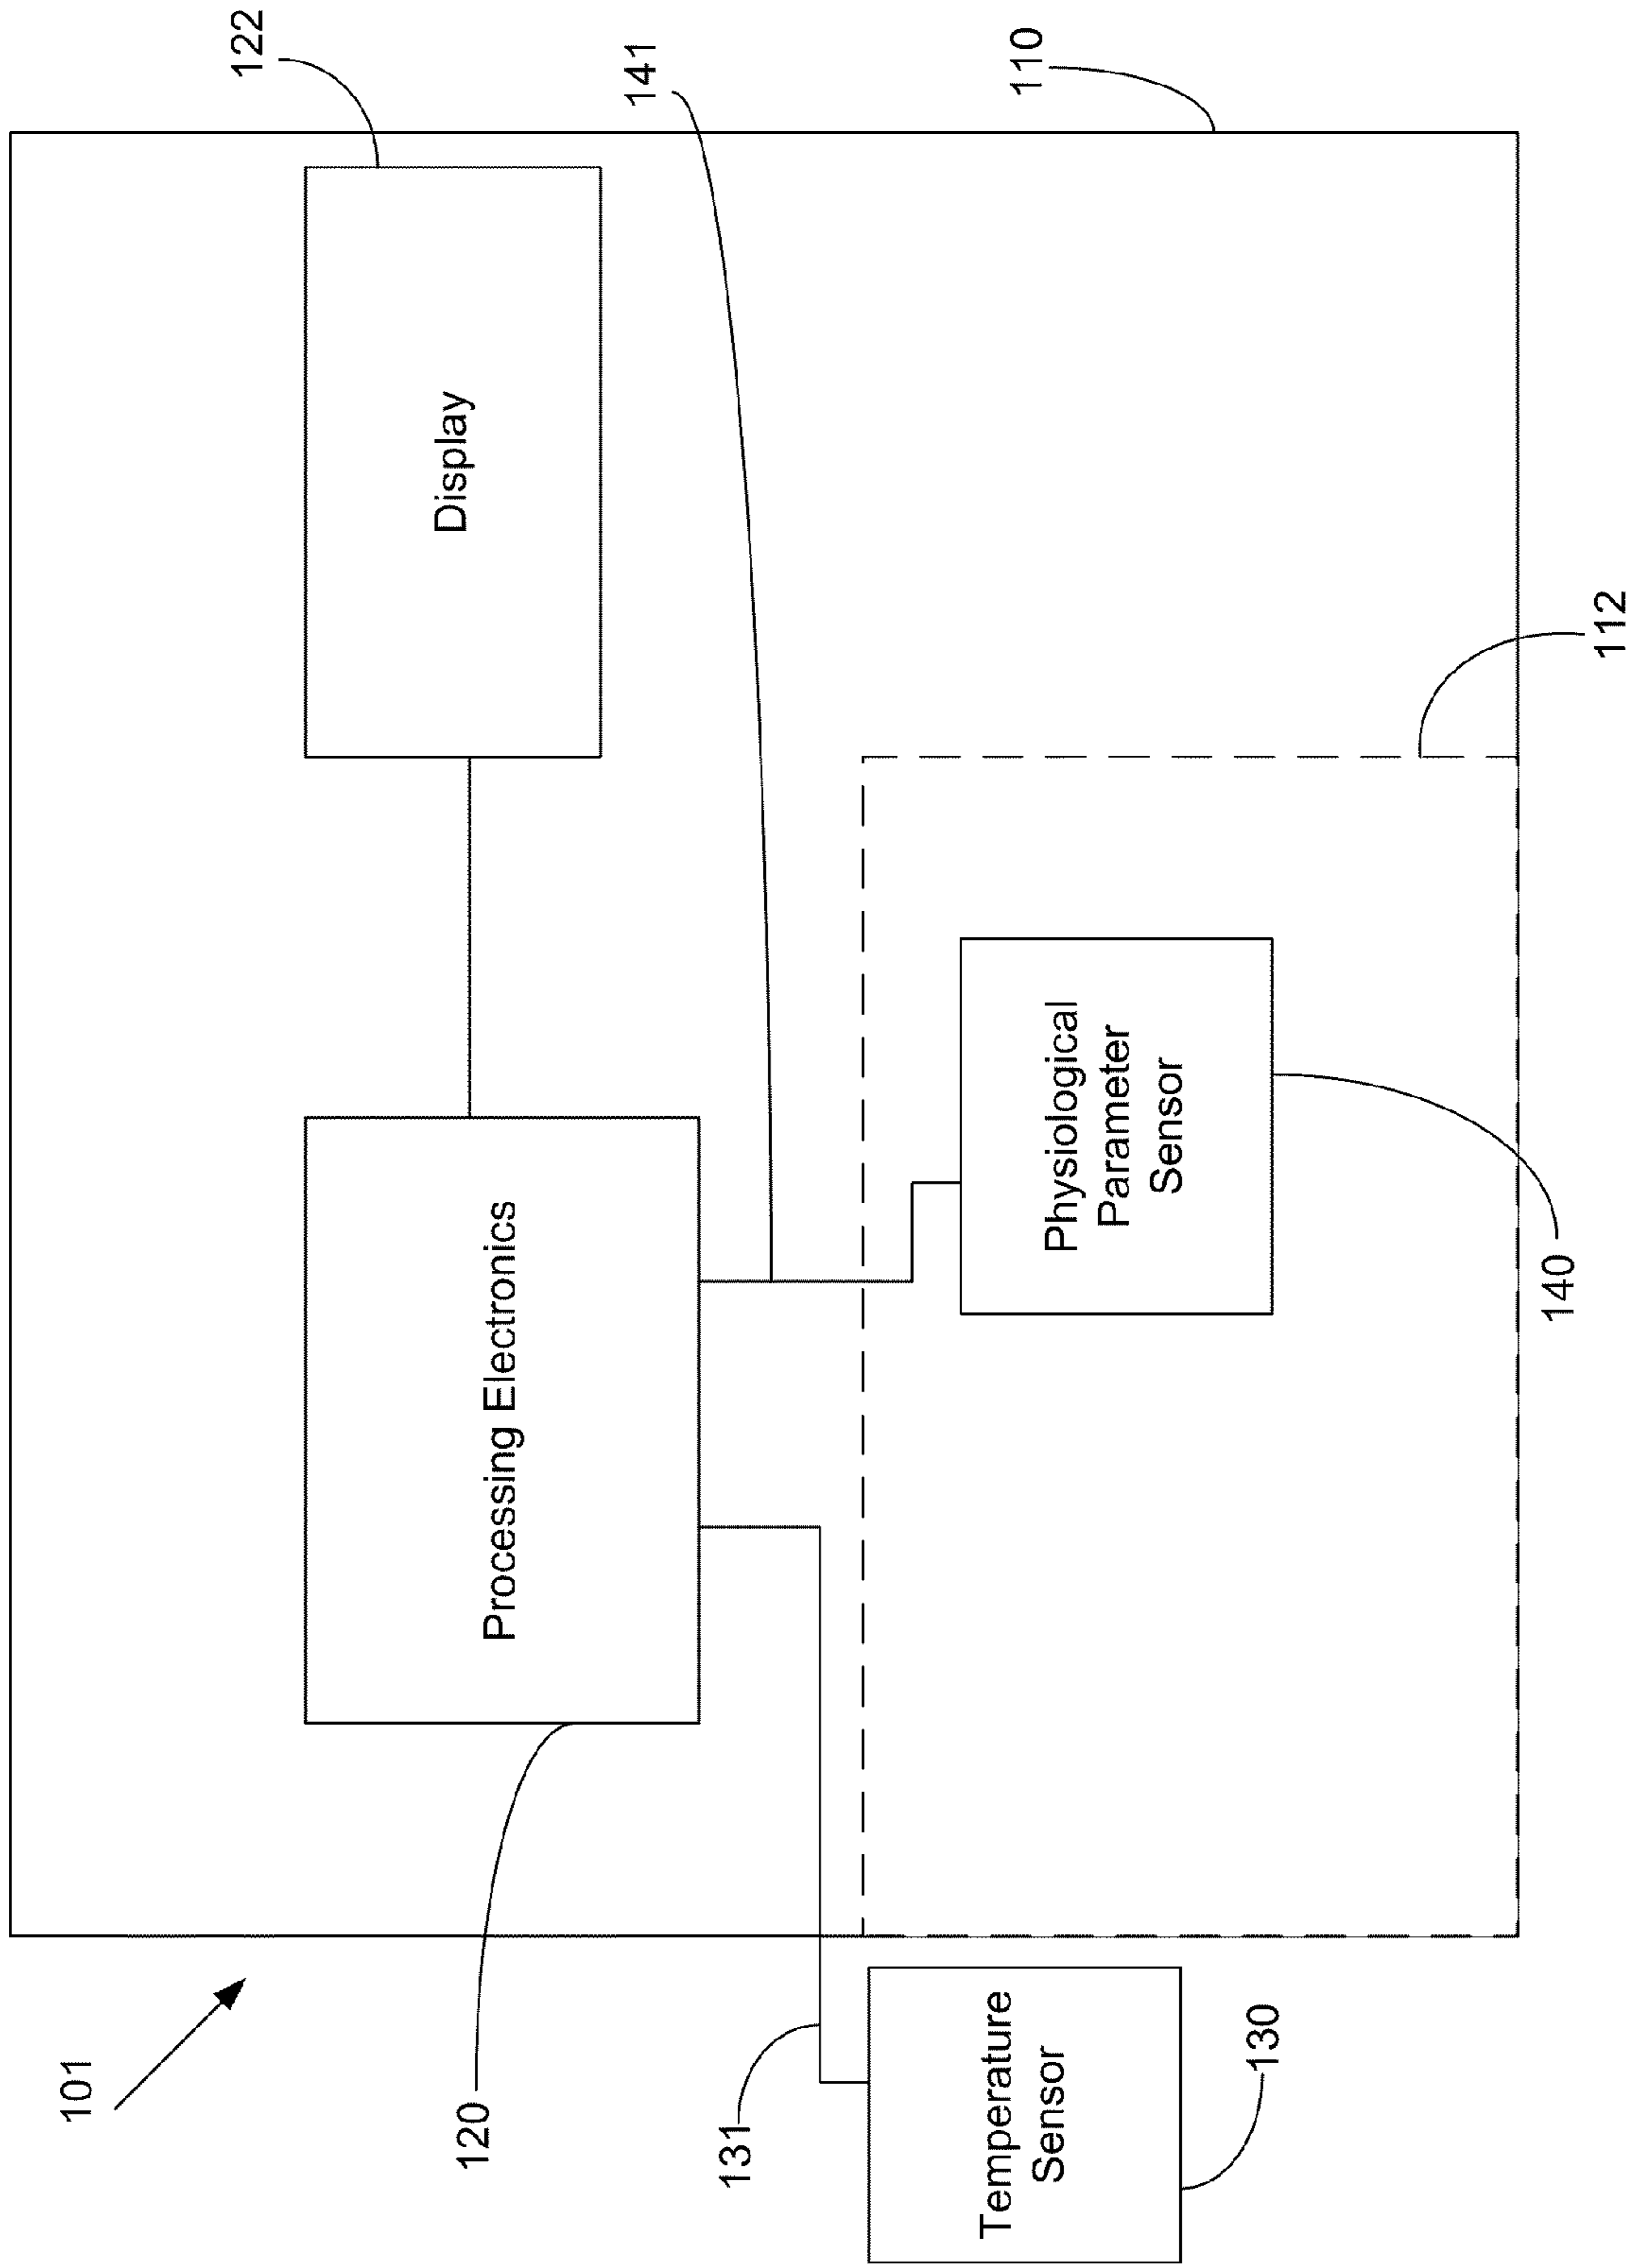 101
122
Display
Processing Electronics
120
141
131
Temperature
Sensor
110
Physiological
Parameter
Sensor
130
140
112